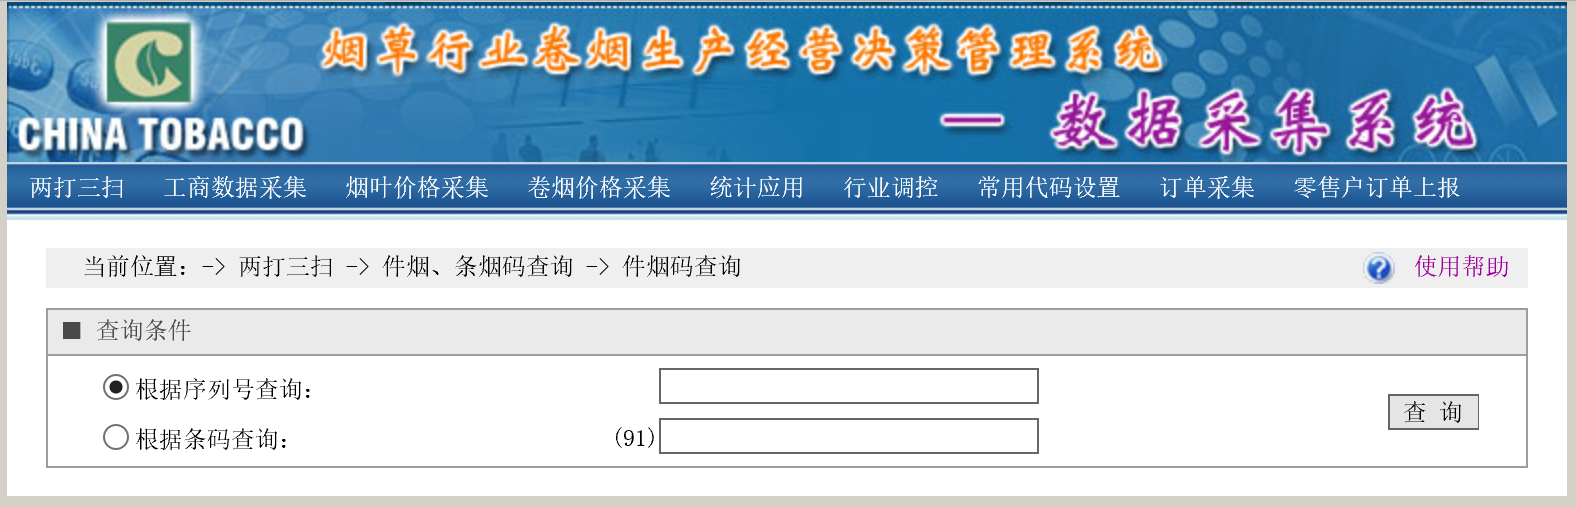 烟草行业卷烟生产经营决策管理系统
— 数据采集系统
CHINA TOBACCO
两打三扫 工商数据采集 烟叶价格采集 卷烟价格采集 统计应用 行业调控 常用代码设置 订单采集 零售户订单上报
当前位置：-> 两打三扫 -> 件烟、条烟码查询 -> 件烟码查询 使用帮助
■ 查询条件
根据序列号查询：
查 询
根据条码查询： (91)